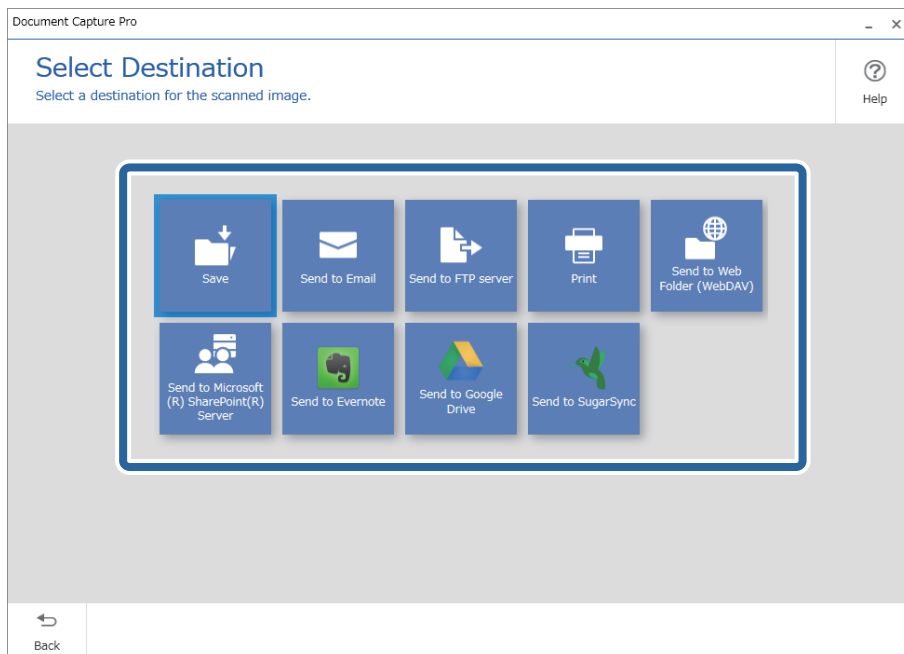 Document Capture Pro
Select Destination
Select a destination for the scanned image.
Help
Save
Send to Email
Send to FTP server
Print
Send to Web
Folder (WebDAV)
Send to Microsoft
(R) SharePoint(R)
Server
Send to Evernote
Send to Google
Drive
Send to SugarSync
Back